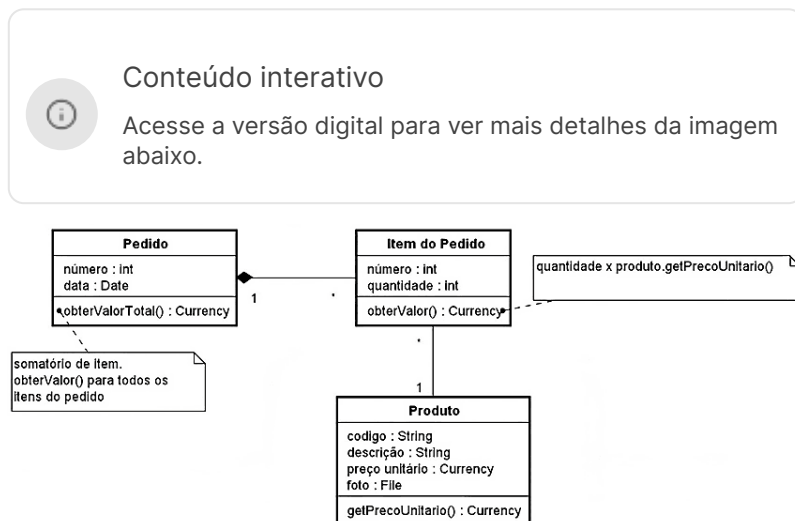 Conteúdo interativo
Acesse a versão digital para ver mais detalhes da imagem
abaixo.
Pedido
número : int
data : Date
obterValorTotal() : Currency
1
*
Item do Pedido
número : int
quantidade : int
obterValor() : Currency
quantidade x produto.getPrecoUnitario()
somatório de item.
obterValor() para todos os
itens do pedido
*
1
Produto
codigo : String
descrição : String
preço unitário : Currency
foto : File
getPrecoUnitario() : Currency